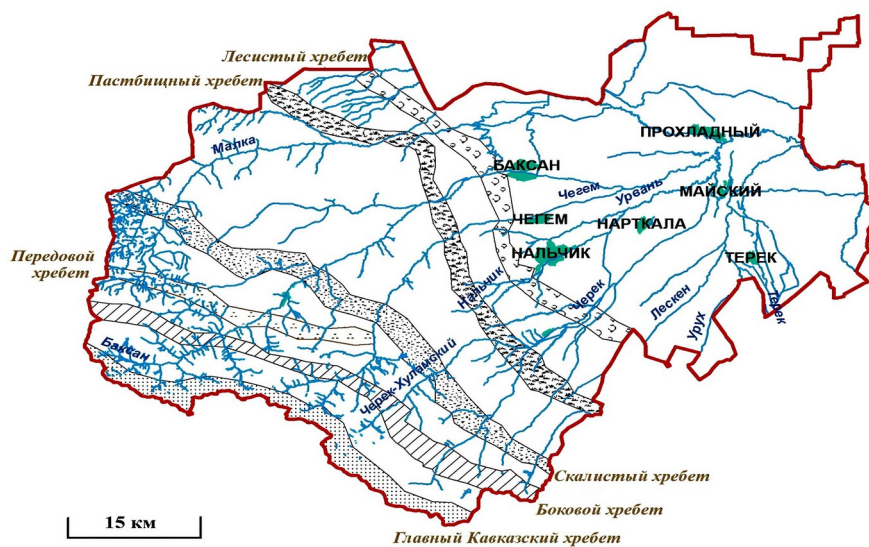 Лесистый хребет
Пастбищный хребет
ПРОХЛАДНЫЙ
Малка
БАКСАН
Чегем
Урвань
МАЙСКИЙ
ЧЕГЕМ
НАРТКАЛА
НАЛЬЧИК
ТЕРЕК
Передовой
хребет
Нальчик
Черек
Лескен
Терек
Урух
Баксан
Черек-Хуламский
Скалистый хребет
Боковой хребет
15 км
Главный Кавказский хребет